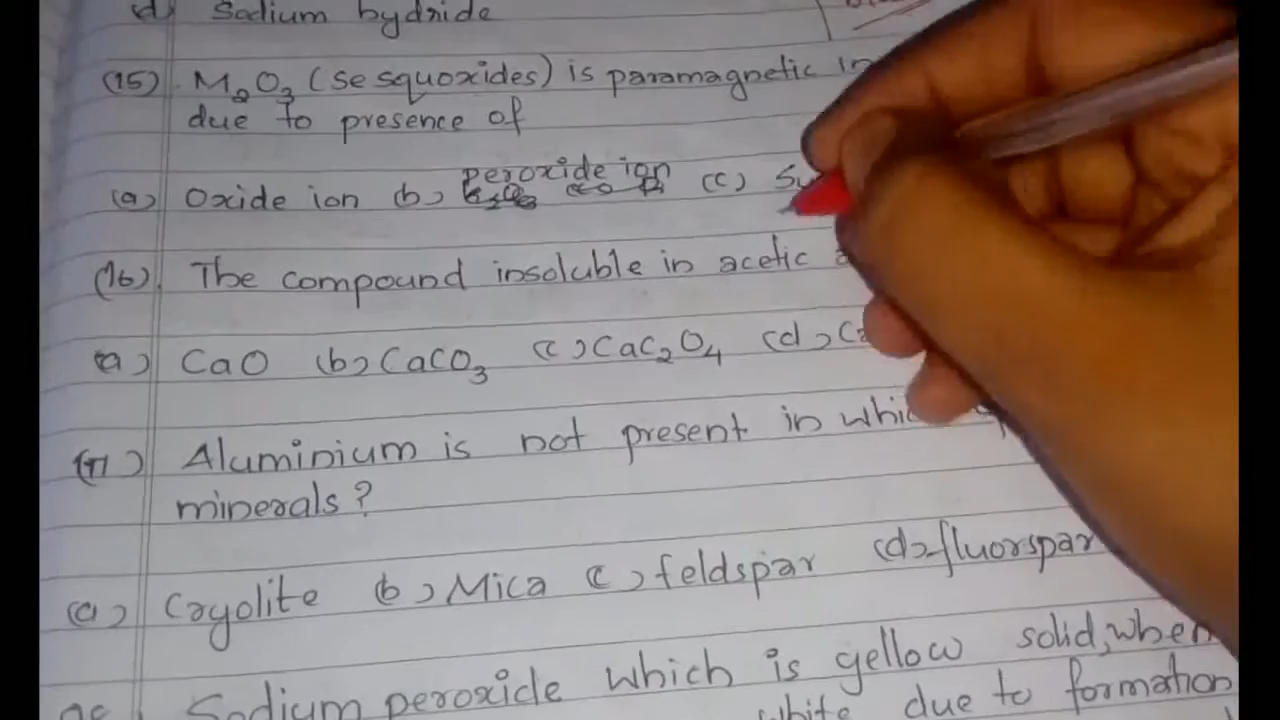 d) Sodium hydride
(15) M2O3 (sesquoxides) is paramagnetic in
due to presence of
(a) Oxide ion (b) peroxide ion (c)
(16) The compound insoluble in acetic
a) CaO (b) CaCO3 (c) CaC2O4 (d)
(17) Aluminium is not present in which
minerals?
(a) Cryolite (b) Mica (c) feldspar (d) fluorspar
Sodium peroxide which is yellow solid, when
white due to formation